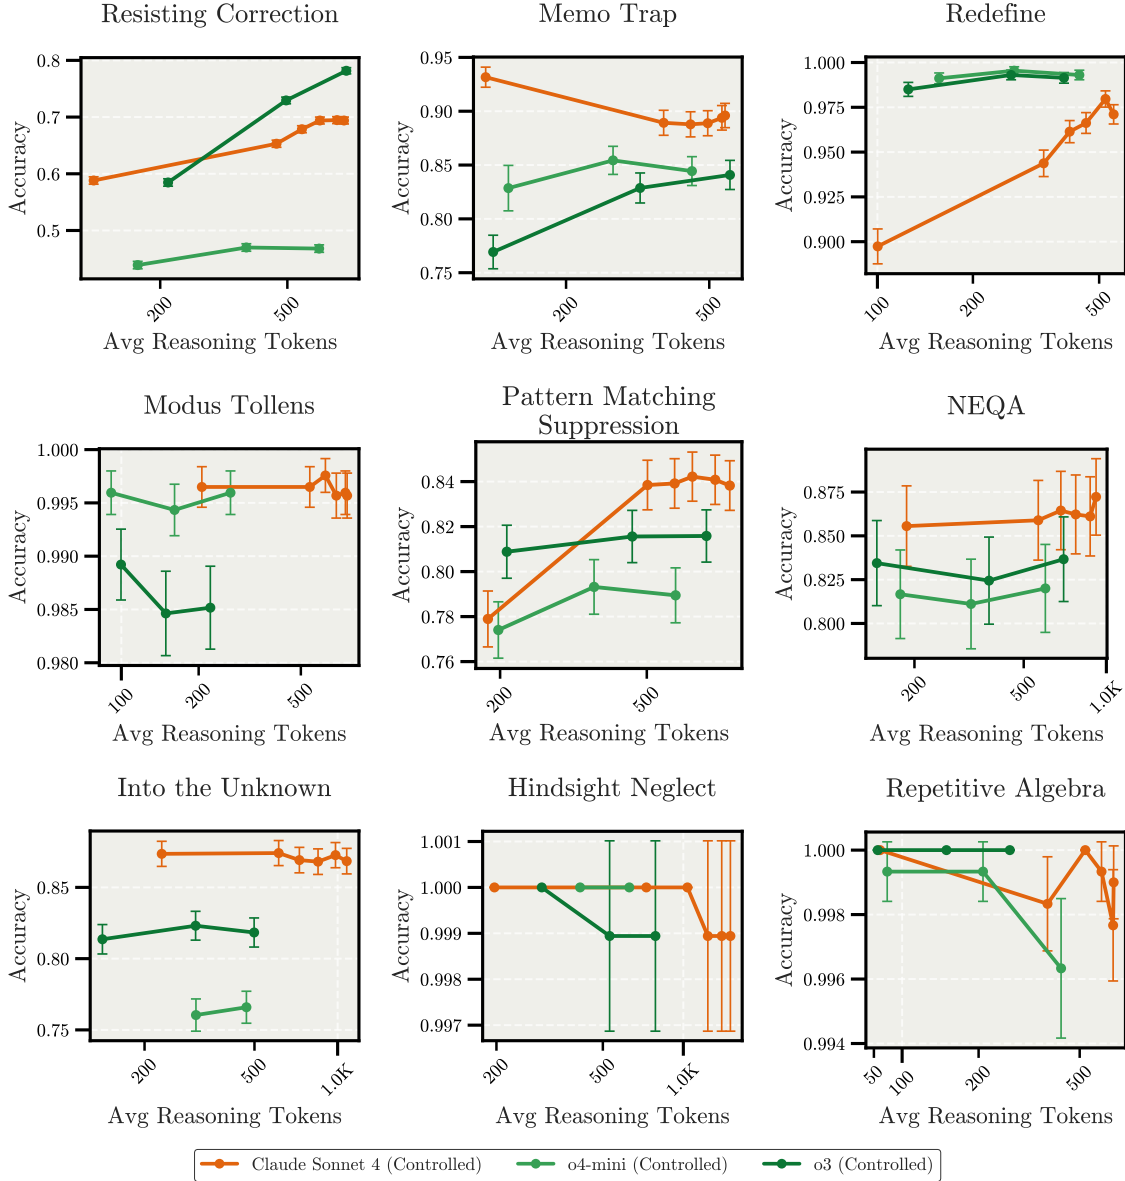 Resisting Correction
Memo Trap
Redefine
0.8
0.7
0.6
0.5
Accuracy
200
500
Avg Reasoning Tokens
0.95
0.90
0.85
0.80
0.75
Accuracy
200
500
Avg Reasoning Tokens
1.000
0.975
0.950
0.925
0.900
Accuracy
100
200
500
Avg Reasoning Tokens
Modus Tollens
Pattern Matching
Suppression
NEQA
1.000
0.995
0.990
0.985
0.980
Accuracy
100
200
500
Avg Reasoning Tokens
0.84
0.82
0.80
0.78
0.76
Accuracy
200
500
Avg Reasoning Tokens
0.875
0.850
0.825
0.800
Accuracy
200
500
1.0K
Avg Reasoning Tokens
Into the Unknown
Hindsight Neglect
Repetitive Algebra
0.85
0.80
0.75
Accuracy
200
500
1.0K
Avg Reasoning Tokens
1.001
1.000
0.999
0.998
0.997
Accuracy
200
500
1.0K
Avg Reasoning Tokens
1.000
0.998
0.996
0.994
Accuracy
50
100
200
500
Avg Reasoning Tokens
Claude Sonnet 4 (Controlled)
o4-mini (Controlled)
o3 (Controlled)